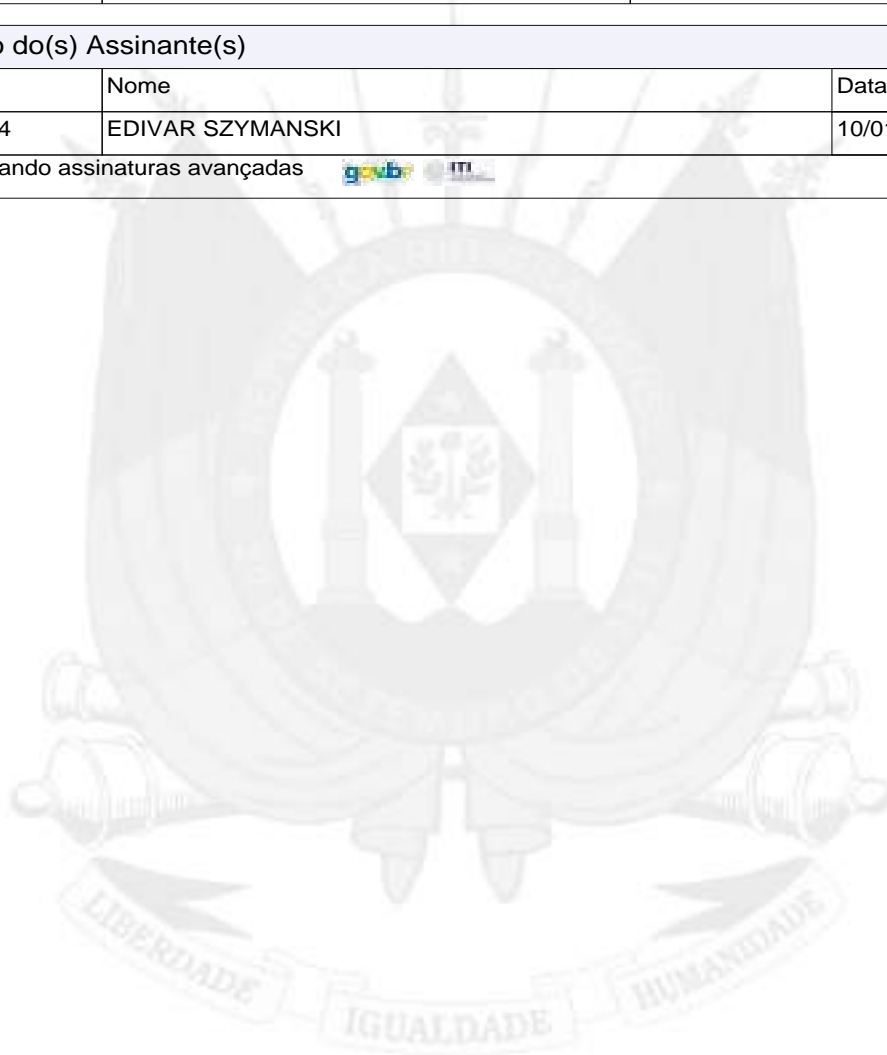 do(s) Assinante(s)
Nome
Data
4
EDIVAR SZYMANSKI
10/0
ando assinaturas avançadas
gov.br ITI
LIBERDADE
IGUALDADE
HUMANIDADE